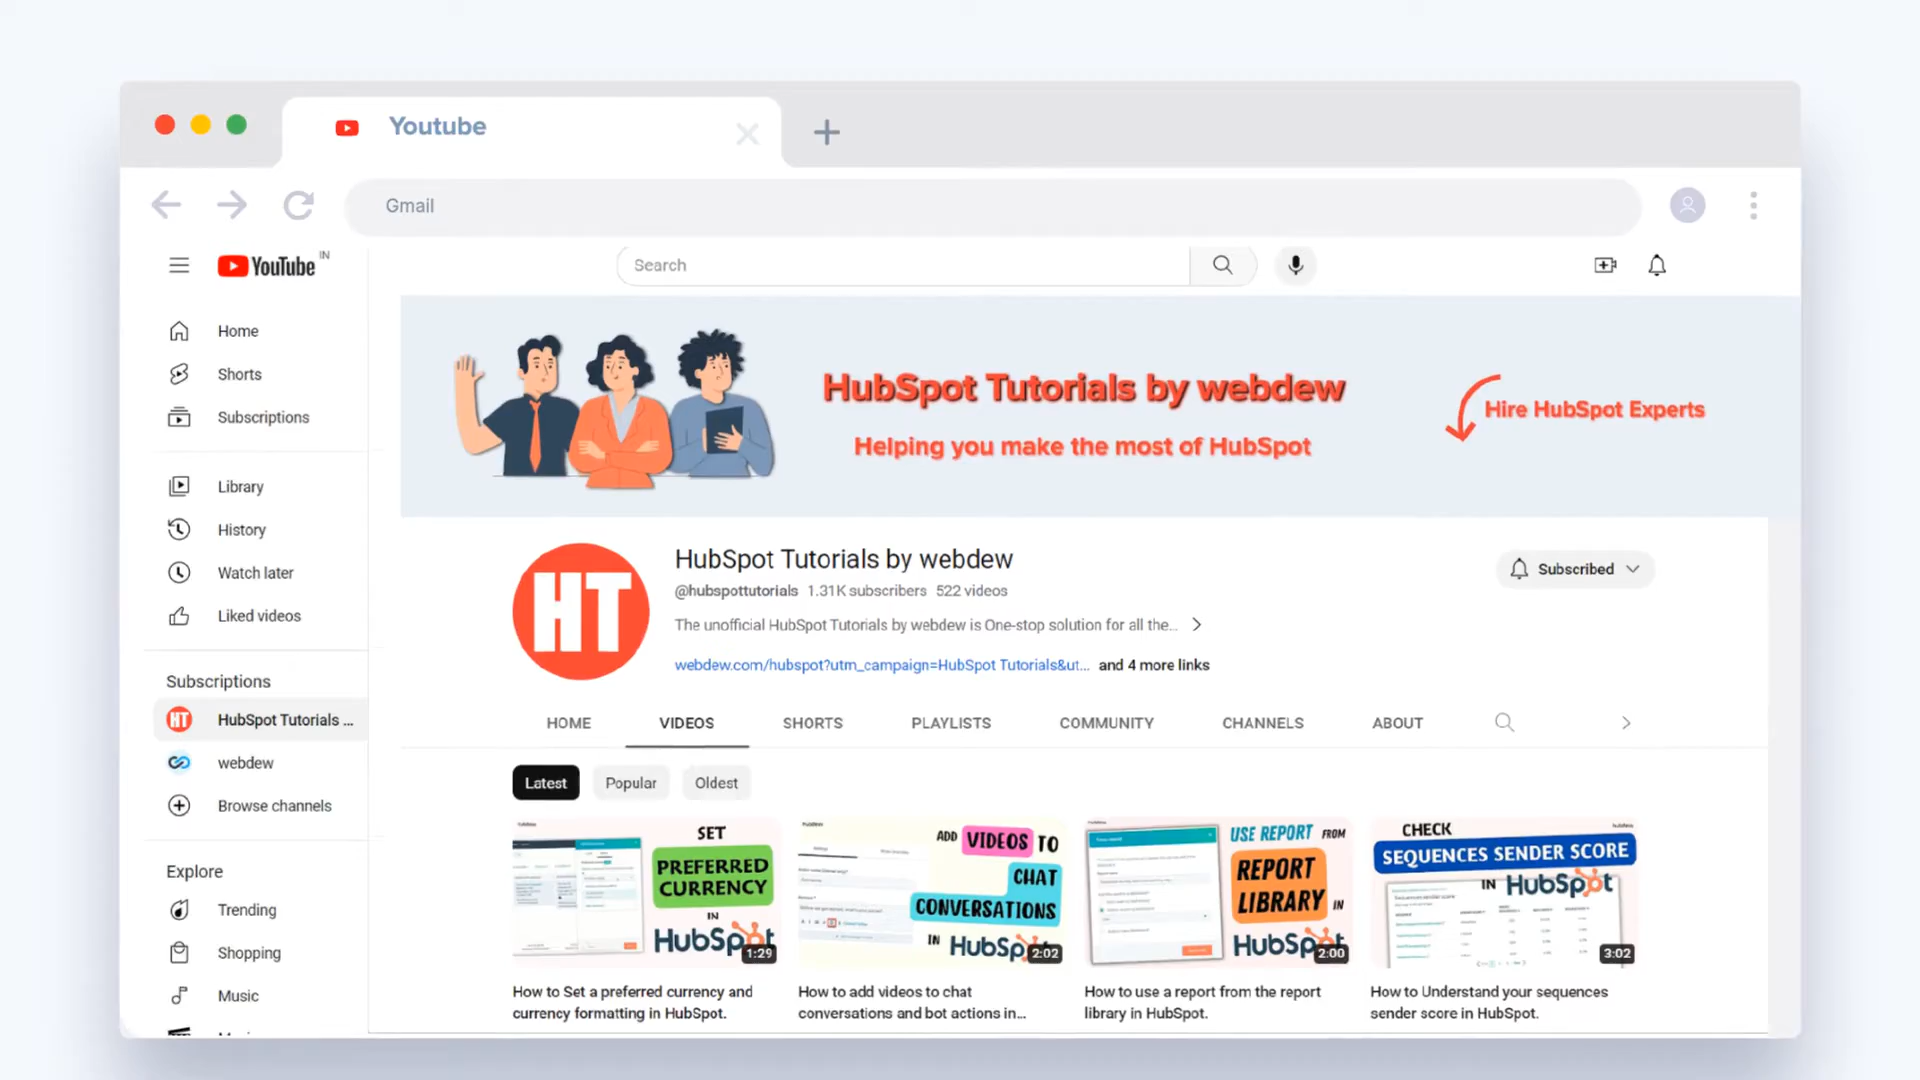 Youtube
Gmail
YouTube IN
Search
Home
Shorts
Subscriptions
Library
History
Watch later
Liked videos
Subscriptions
HubSpot Tutorials ...
webdew
Browse channels
Explore
Trending
Shopping
Music
HubSpot Tutorials by webdew
Helping you make the most of HubSpot
Hire HubSpot Experts
HT
HubSpot Tutorials by webdew
@hubspottutorials 1.31K subscribers 522 videos
The unofficial HubSpot Tutorials by webdew is One-stop solution for all the...
webdew.com/hubspot?utm_campaign=HubSpot Tutorials&ut... and 4 more links
Subscribed
HOME VIDEOS SHORTS PLAYLISTS COMMUNITY CHANNELS ABOUT
Latest Popular Oldest
SET
PREFERRED
CURRENCY
IN
HubSpot
1:29
How to Set a preferred currency and
currency formatting in HubSpot.
ADD VIDEOS TO
CHAT
CONVERSATIONS
IN HubSpot
2:02
How to add videos to chat
conversations and bot actions in...
USE REPORT FROM
REPORT
LIBRARY IN
HubSpot
2:00
How to use a report from the report
library in HubSpot.
CHECK
SEQUENCES SENDER SCORE
IN HubSpot
3:02
How to Understand your sequences
sender score in HubSpot.